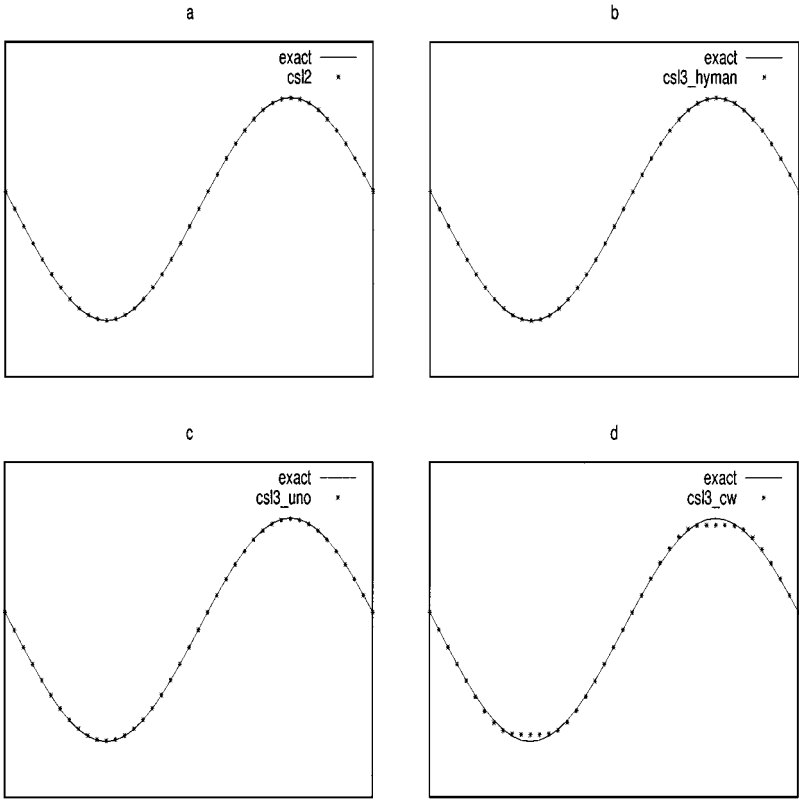 a
exact
csl2
b
exact
csl3_hyman
c
exact
csl3_uno
d
exact
csl3_cw